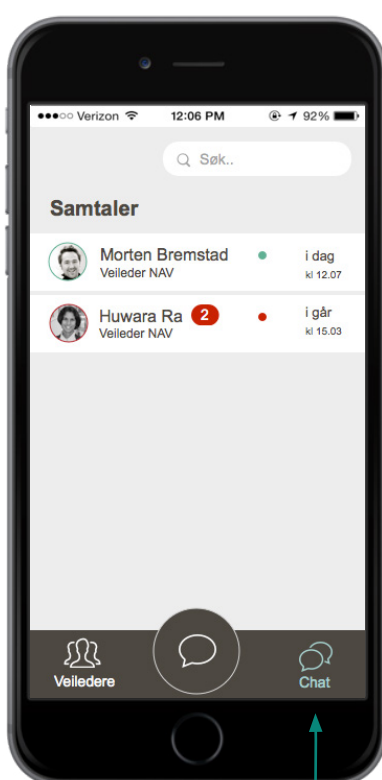 Verizon 12:06 PM 92%
Søk..
Samtaler
Morten Bremstad i dag
Veileder NAV kl 12.07
Huwara Ra 2 i går
Veileder NAV kl 15.03
Veiledere Chat